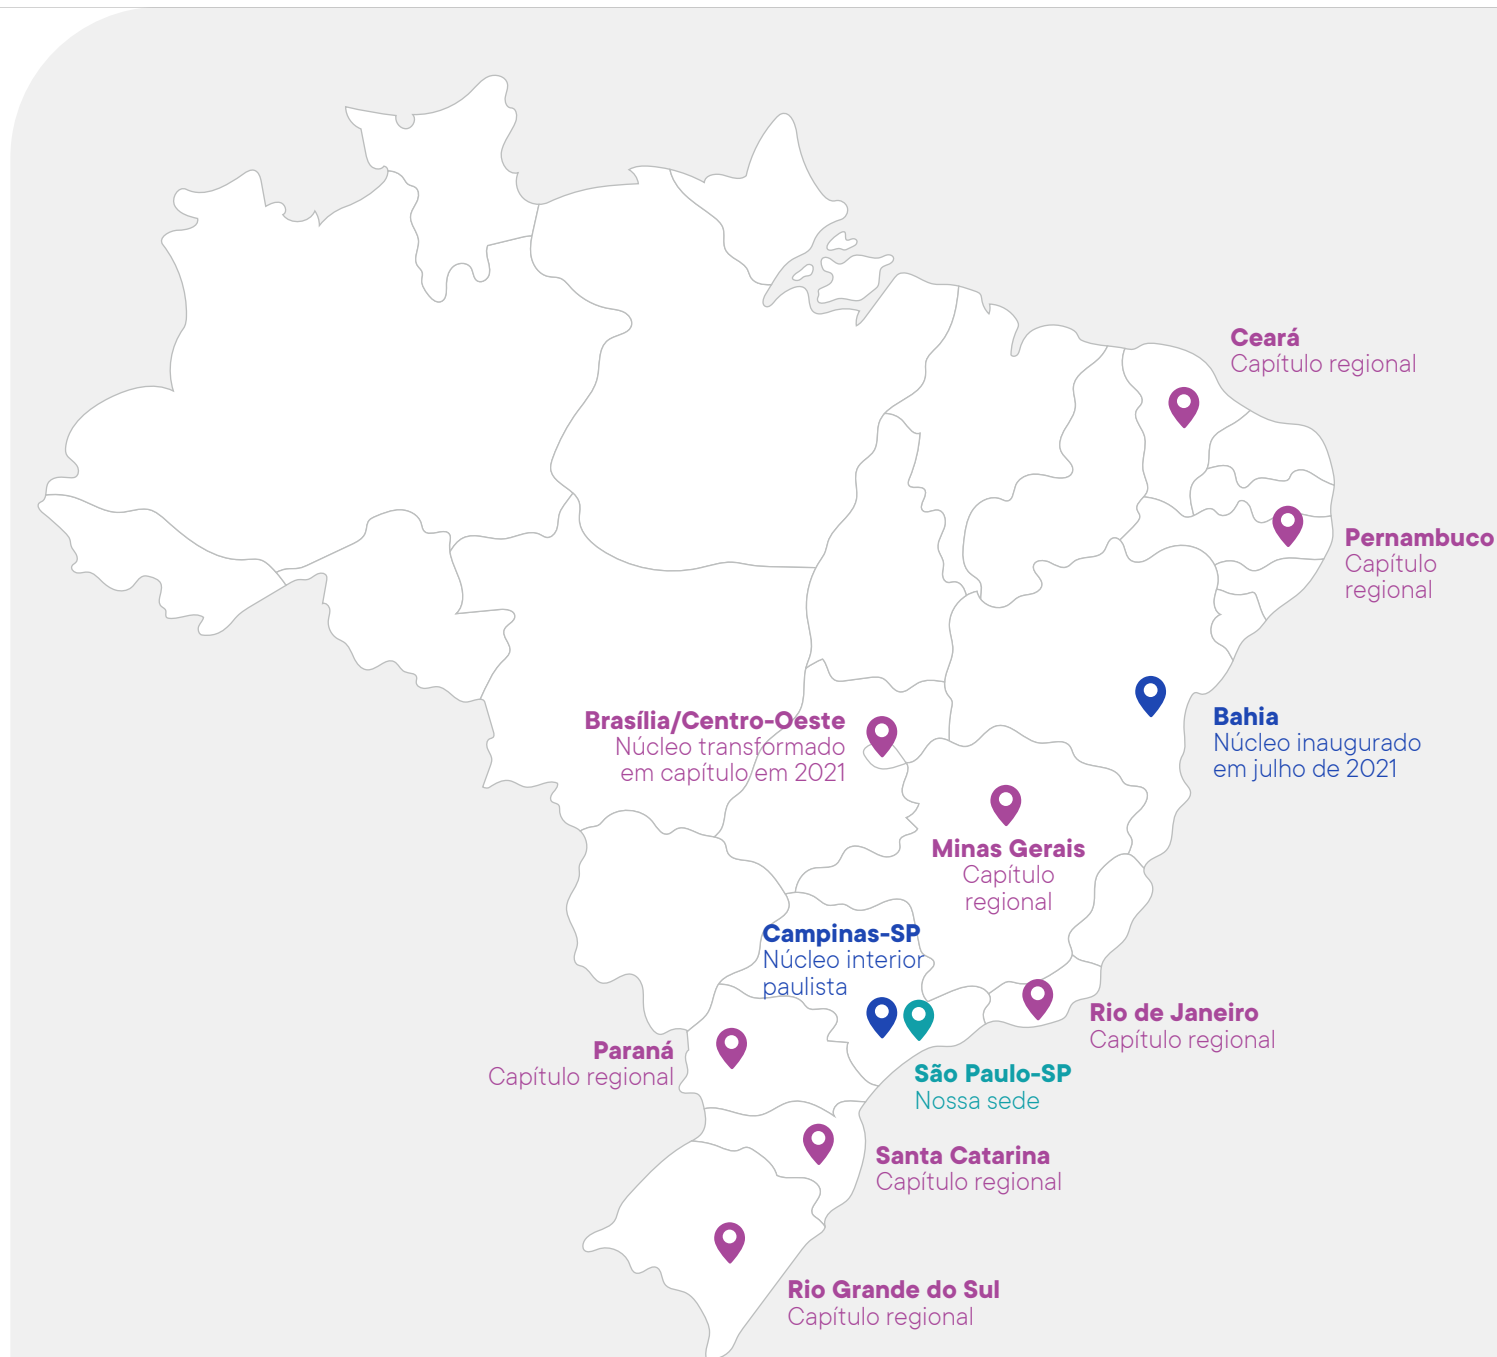 Ceará
Capítulo regional
Pernambuco
Capítulo
regional
Bahia
Núcleo inaugurado
em julho de 2021
Brasília/Centro-Oeste
Núcleo transformado
em capítulo em 2021
Minas Gerais
Capítulo
regional
Campinas-SP
Núcleo interior
paulista
Rio de Janeiro
Capítulo regional
Paraná
Capítulo regional
São Paulo-SP
Nossa sede
Santa Catarina
Capítulo regional
Rio Grande do Sul
Capítulo regional